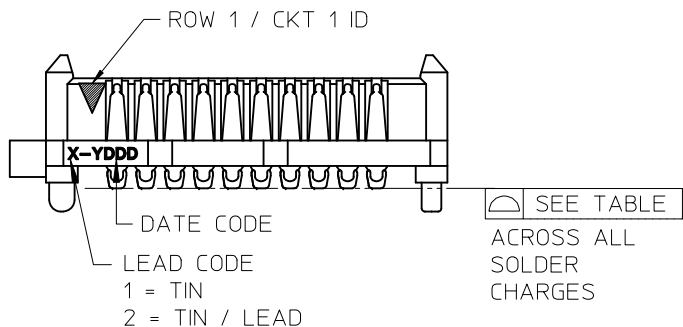 ROW 1 / CKT 1 ID
X-YDDD
SEE TABLE
DATE CODE
ACROSS ALL
SOLDER
CHARGES
LEAD CODE
1 = TIN
2 = TIN / LEAD